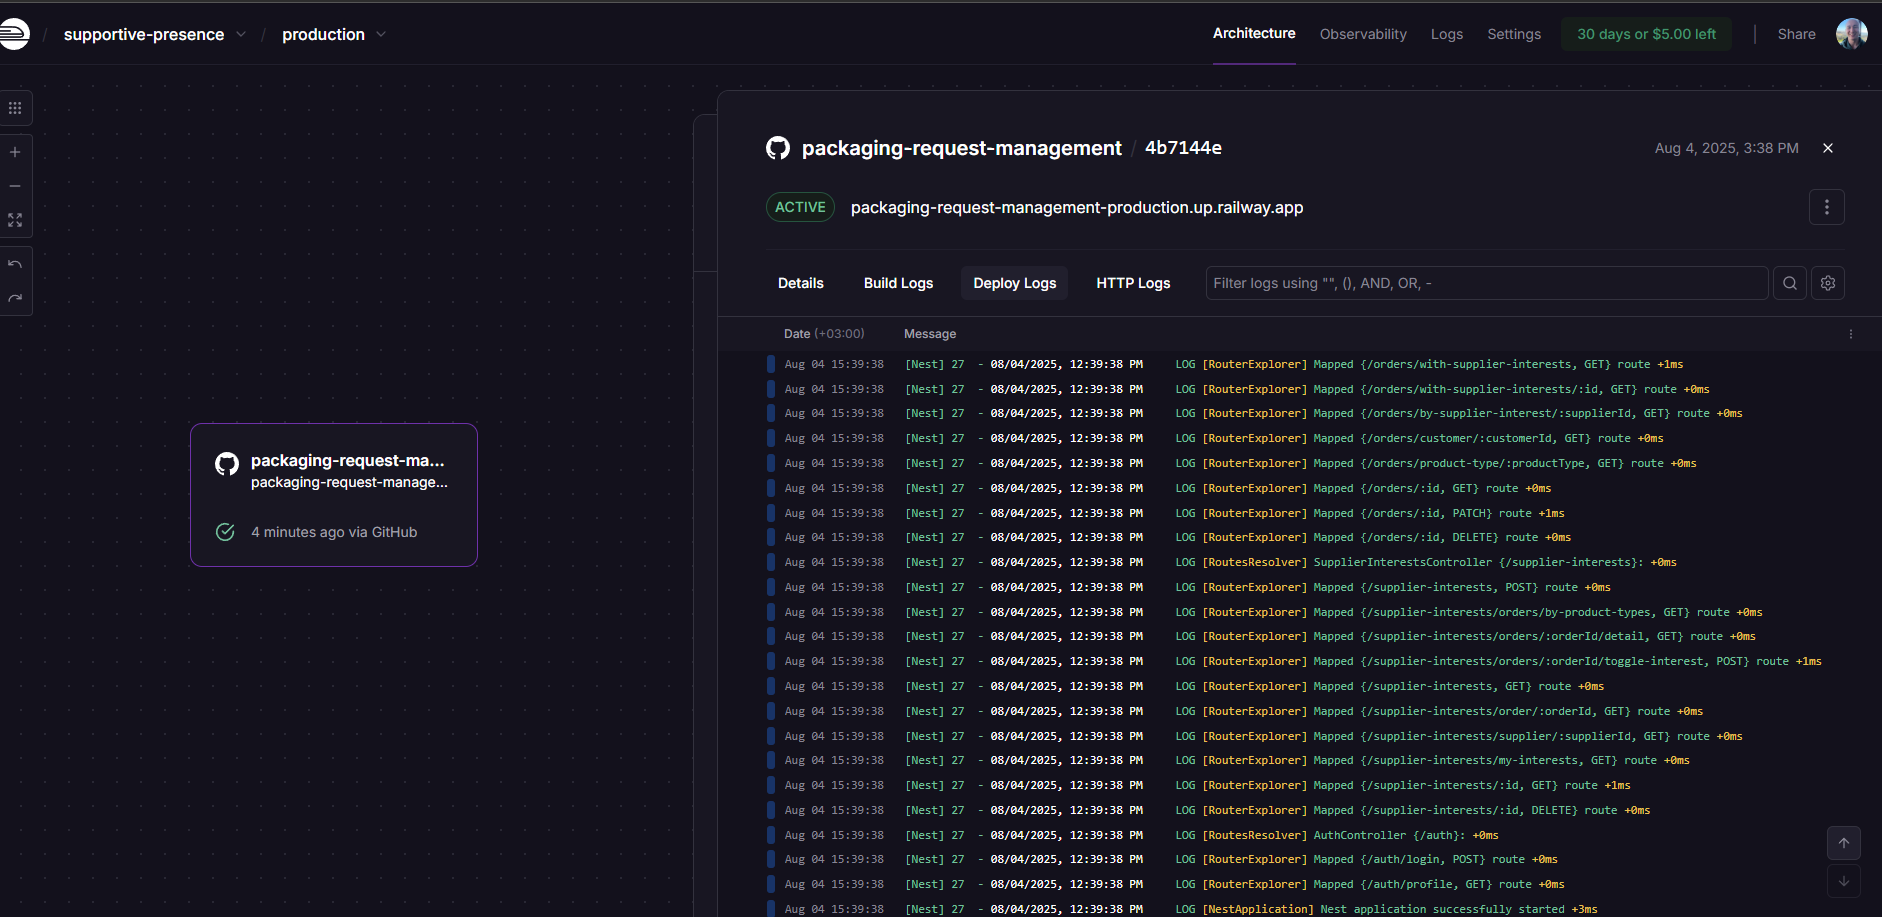 / supportive-presence / production
Architecture Observability Logs Settings 30 days or $5.00 left Share
packaging-request-management / 4b7144e
Aug 4, 2025, 3:38 PM
ACTIVE packaging-request-management-production.up.railway.app
Details Build Logs Deploy Logs HTTP Logs Filter logs using "", (), AND, OR, -
Date (+03:00) Message
Aug 04 15:39:38 [Nest] 27 - 08/04/2025, 12:39:38 PM LOG [RouterExplorer] Mapped {/orders/with-supplier-interests, GET} route +1ms
Aug 04 15:39:38 [Nest] 27 - 08/04/2025, 12:39:38 PM LOG [RouterExplorer] Mapped {/orders/with-supplier-interests/:id, GET} route +0ms
Aug 04 15:39:38 [Nest] 27 - 08/04/2025, 12:39:38 PM LOG [RouterExplorer] Mapped {/orders/by-supplier-interest/:supplierId, GET} route +0ms
Aug 04 15:39:38 [Nest] 27 - 08/04/2025, 12:39:38 PM LOG [RouterExplorer] Mapped {/orders/customer/:customerId, GET} route +0ms
Aug 04 15:39:38 [Nest] 27 - 08/04/2025, 12:39:38 PM LOG [RouterExplorer] Mapped {/orders/product-type/:productType, GET} route +0ms
Aug 04 15:39:38 [Nest] 27 - 08/04/2025, 12:39:38 PM LOG [RouterExplorer] Mapped {/orders/:id, GET} route +0ms
Aug 04 15:39:38 [Nest] 27 - 08/04/2025, 12:39:38 PM LOG [RouterExplorer] Mapped {/orders/:id, PATCH} route +1ms
Aug 04 15:39:38 [Nest] 27 - 08/04/2025, 12:39:38 PM LOG [RouterExplorer] Mapped {/orders/:id, DELETE} route +0ms
Aug 04 15:39:38 [Nest] 27 - 08/04/2025, 12:39:38 PM LOG [RoutesResolver] SupplierInterestsController {/supplier-interests}: +0ms
Aug 04 15:39:38 [Nest] 27 - 08/04/2025, 12:39:38 PM LOG [RouterExplorer] Mapped {/supplier-interests, POST} route +0ms
Aug 04 15:39:38 [Nest] 27 - 08/04/2025, 12:39:38 PM LOG [RouterExplorer] Mapped {/supplier-interests/orders/by-product-types, GET} route +0ms
Aug 04 15:39:38 [Nest] 27 - 08/04/2025, 12:39:38 PM LOG [RouterExplorer] Mapped {/supplier-interests/orders/:orderId/detail, GET} route +0ms
Aug 04 15:39:38 [Nest] 27 - 08/04/2025, 12:39:38 PM LOG [RouterExplorer] Mapped {/supplier-interests/orders/:orderId/toggle-interest, POST} route +1ms
Aug 04 15:39:38 [Nest] 27 - 08/04/2025, 12:39:38 PM LOG [RouterExplorer] Mapped {/supplier-interests, GET} route +0ms
Aug 04 15:39:38 [Nest] 27 - 08/04/2025, 12:39:38 PM LOG [RouterExplorer] Mapped {/supplier-interests/order/:orderId, GET} route +0ms
Aug 04 15:39:38 [Nest] 27 - 08/04/2025, 12:39:38 PM LOG [RouterExplorer] Mapped {/supplier-interests/supplier/:supplierId, GET} route +0ms
Aug 04 15:39:38 [Nest] 27 - 08/04/2025, 12:39:38 PM LOG [RouterExplorer] Mapped {/supplier-interests/my-interests, GET} route +0ms
Aug 04 15:39:38 [Nest] 27 - 08/04/2025, 12:39:38 PM LOG [RouterExplorer] Mapped {/supplier-interests/:id, GET} route +1ms
Aug 04 15:39:38 [Nest] 27 - 08/04/2025, 12:39:38 PM LOG [RouterExplorer] Mapped {/supplier-interests/:id, DELETE} route +0ms
Aug 04 15:39:38 [Nest] 27 - 08/04/2025, 12:39:38 PM LOG [RoutesResolver] AuthController {/auth}: +0ms
Aug 04 15:39:38 [Nest] 27 - 08/04/2025, 12:39:38 PM LOG [RouterExplorer] Mapped {/auth/login, POST} route +0ms
Aug 04 15:39:38 [Nest] 27 - 08/04/2025, 12:39:38 PM LOG [RouterExplorer] Mapped {/auth/profile, GET} route +0ms
Aug 04 15:39:38 [Nest] 27 - 08/04/2025, 12:39:38 PM LOG [NestApplication] Nest application successfully started +3ms
packaging-request-ma...
packaging-request-manage...
4 minutes ago via GitHub